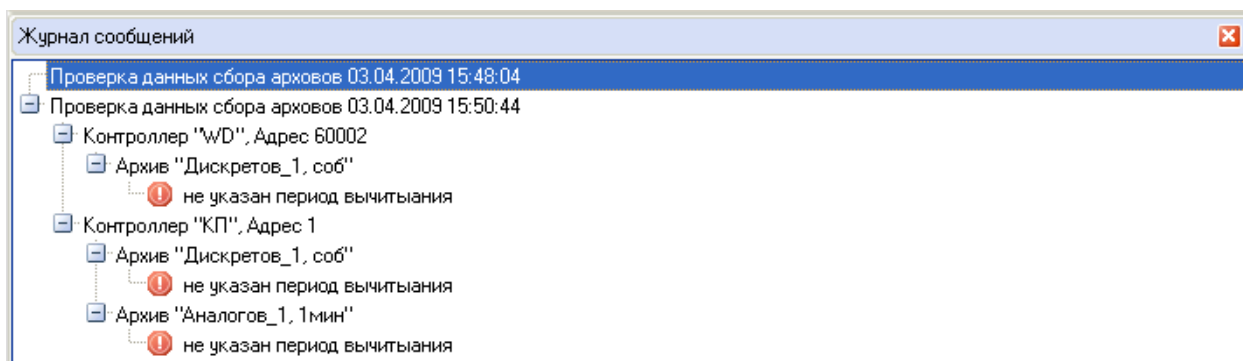 Журнал сообщений
Проверка данных сбора арховов 03.04.2009 15:48:04
Проверка данных сбора арховов 03.04.2009 15:50:44
Контроллер "WD", Адрес 60002
Архив "Дискретов_1, соб"
не указан период вычитыания
Контроллер "КП", Адрес 1
Архив "Дискретов_1, соб"
не указан период вычитыания
Архив "Аналогов_1, 1мин"
не указан период вычитыания